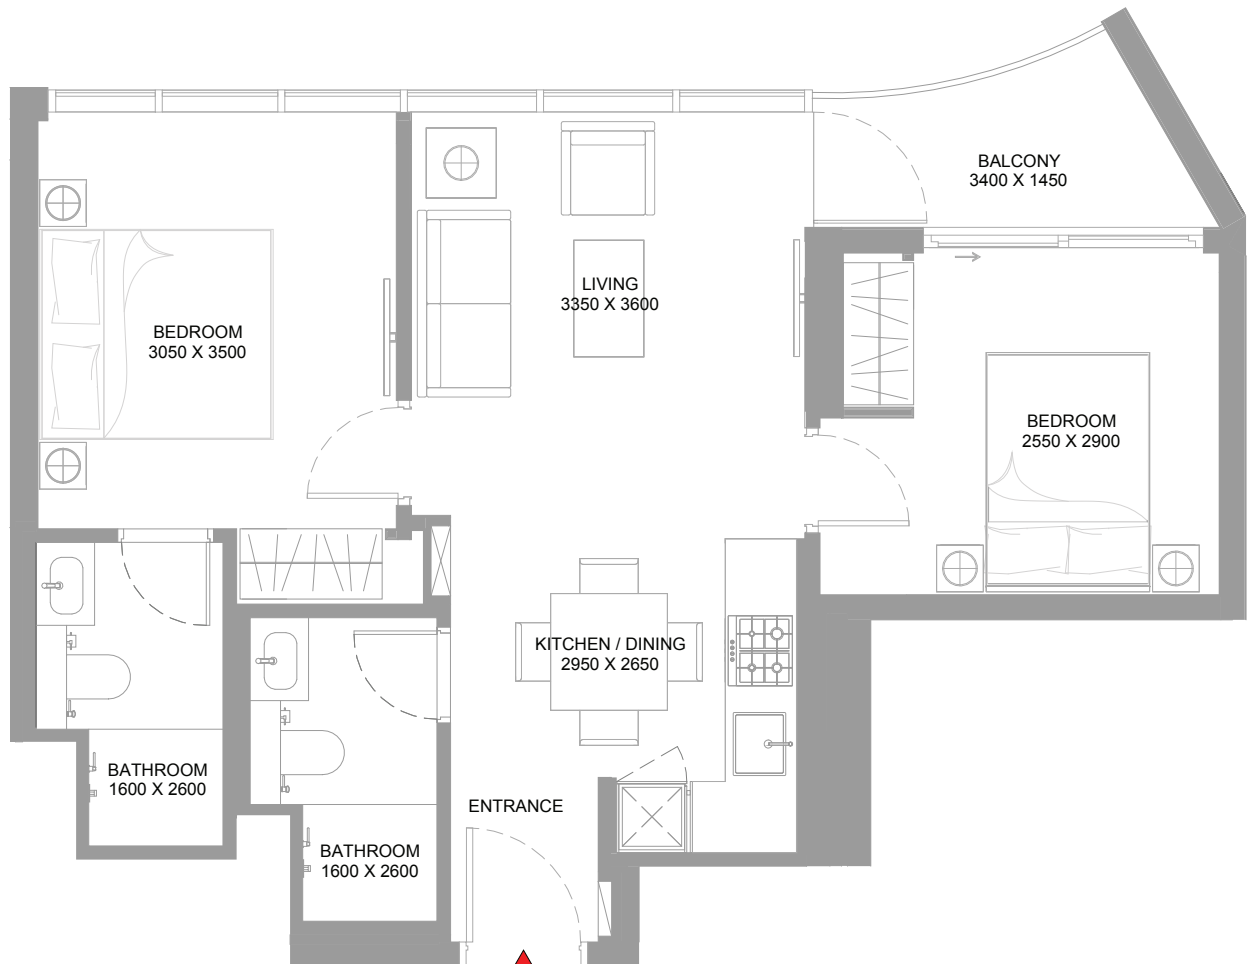 BALCONY
3400 X 1450
LIVING
3350 X 3600
BEDROOM
3050 X 3500
BEDROOM
2550 X 2900
KITCHEN / DINING
2950 X 2650
BATHROOM
1600 X 2600
ENTRANCE
BATHROOM
1600 X 2600